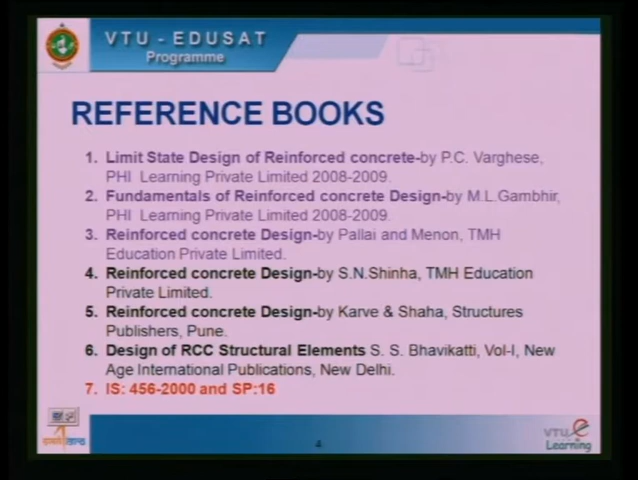 VTU - EDUSAT
Programme
REFERENCE BOOKS
1. Limit State Design of Reinforced concrete-by P.C. Varghese,
PHI Learning Private Limited 2008-2009.
2. Fundamentals of Reinforced concrete Design-by M.L.Gambhir,
PHI Learning Private Limited 2008-2009.
3. Reinforced concrete Design-by Pallai and Menon, TMH
Education Private Limited.
4. Reinforced concrete Design-by S.N.Shinha, TMH Education
Private Limited.
5. Reinforced concrete Design-by Karve & Shaha, Structures
Publishers, Pune.
6. Design of RCC Structural Elements S. S. Bhavikatti, Vol-I, New
Age International Publications, New Delhi.
7. IS: 456-2000 and SP:16
4
VTU e
Learning